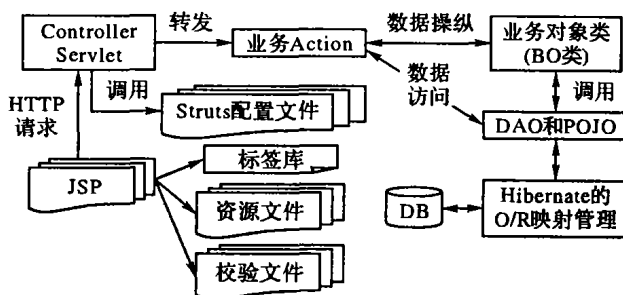 Controller
Servlet
转发
业务Action
数据操纵
业务对象类
(BO类)
HTTP
请求
调用
Struts配置文件
数据
访问
调用
DAO和POJO
JSP
标签库
资源文件
校验文件
DB
Hibernate的
O/R映射管理